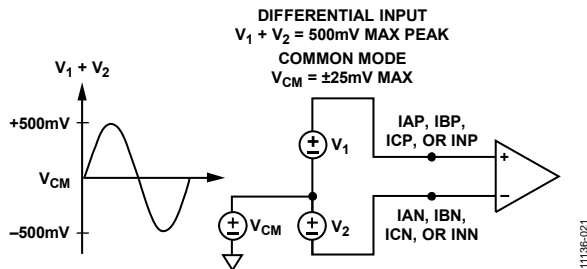 DIFFERENTIAL INPUT
V1 + V2 = 500mV MAX PEAK
COMMON MODE
VCM = ±25mV MAX
V1 + V2
+500mV
VCM
–500mV
V1
IAP, IBP,
ICP, OR INP
+
–
IAN, IBN,
ICN, OR INN
VCM
V2
11136-021